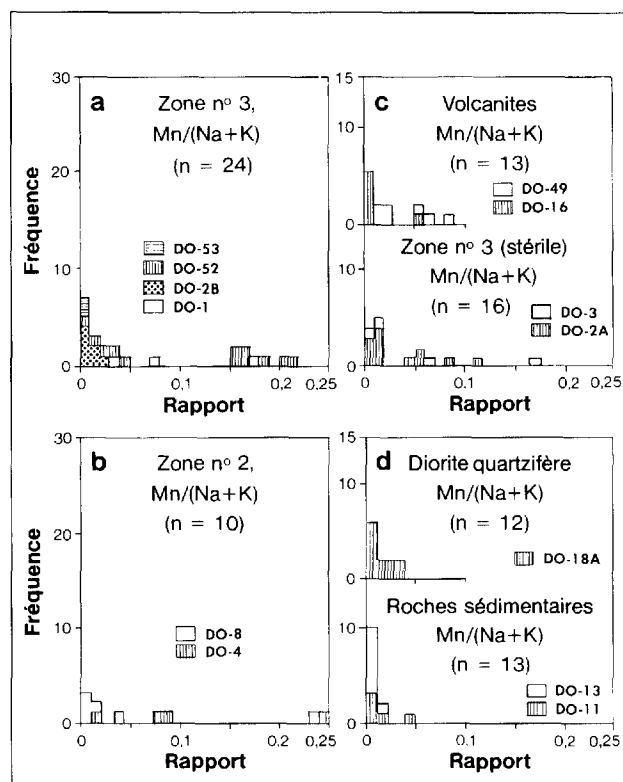 a
Zone nº 3,
Mn/(Na+K)
(n = 24)
Fréquence
30
20
10
0
DO-53
DO-52
DO-2B
DO-1
0
0,1
0,2
0,25
Rapport
c
Volcanites
Mn/(Na+K)
(n = 13)
15
10
0
DO-49
DO-16
Zone nº 3 (stérile)
Mn/(Na+K)
(n = 16)
10
0
DO-3
DO-2A
0
0,1
0,2
0,25
Rapport
b
Zone nº 2,
Mn/(Na+K)
(n = 10)
Fréquence
30
20
10
0
DO-8
DO-4
0
0,1
0,2
0,25
Rapport
d
Diorite quartzifère
Mn/(Na+K)
(n = 12)
15
10
0
DO-18A
Roches sédimentaires
Mn/(Na+K)
(n = 13)
10
0
DO-13
DO-11
0
0,1
0,2
0,25
Rapport